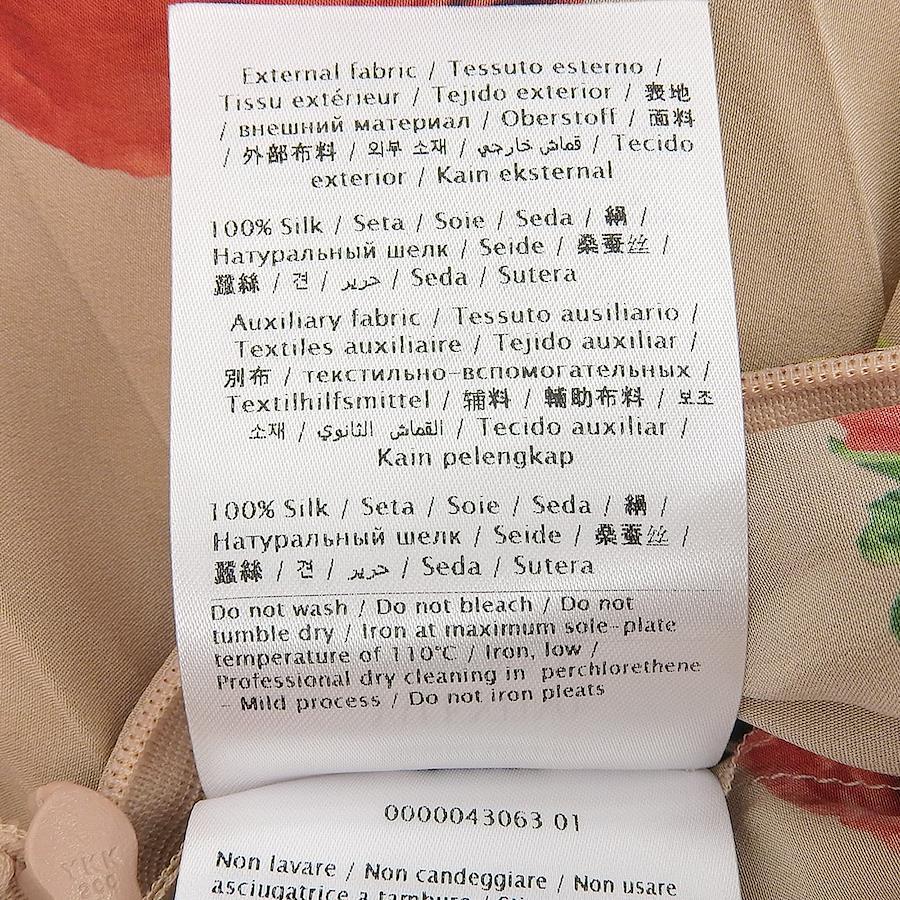 External fabric / Tessuto esterno /
Tissu extérieur / Tejido exterior / 表地
/ внешний материал / Oberstoff / 面料
/ 外部布料 / 외부 소재 / قماش خارجي / Tecido
exterior / Kain eksternal
100% Silk / Seta / Soie / Seda / 絹 /
Натуральный шелк / Seide / 桑蚕丝 /
蠶絲 / 견 / حرير / Seda / Sutera
Auxiliary fabric / Tessuto ausiliario /
Textiles auxiliaire / Tejido auxiliar /
別布 / текстильно-вспомогательных /
Textilhilfsmittel / 辅料 / 輔助布料 / 보조
소재 / القماش الثانوي / Tecido auxiliar /
Kain pelengkap
100% Silk / Seta / Soie / Seda / 絹 /
Натуральный шелк / Seide / 桑蚕丝 /
蠶絲 / 견 / حرير / Seda / Sutera
Do not wash / Do not bleach / Do not
tumble dry / Iron at maximum sole-plate
temperature of 110°C / Iron, low /
Professional dry cleaning in perchlorethene
- Mild process / Do not iron pleats
0000043063 01
Non lavare / Non candeggiare / Non usare
asciugatrice a tamburo /
YKK
2CC